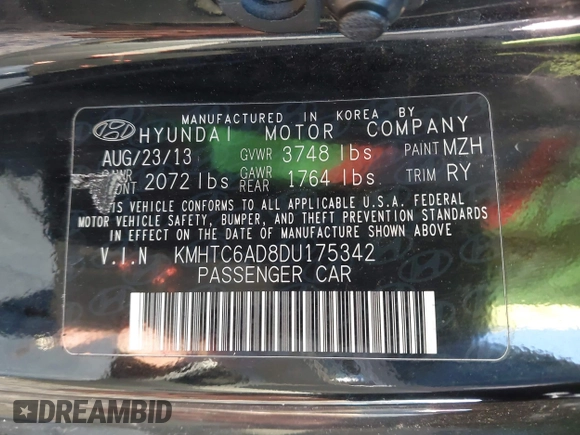 MANUFACTURED IN KOREA BY
HYUNDAI MOTOR COMPANY
AUG/23/13 GVWR 3748 lbs PAINT MZH
2072 lbs GAWR REAR 1764 lbs TRIM RY
THIS VEHICLE CONFORMS TO ALL APPLICABLE U.S.A. FEDERAL
MOTOR VEHICLE SAFETY, BUMPER, AND THEFT PREVENTION STANDARDS
IN EFFECT ON THE DATE OF MANUFACTURE SHOWN ABOVE
V.I.N KMHTC6AD8DU175342
PASSENGER CAR
DREAMBID